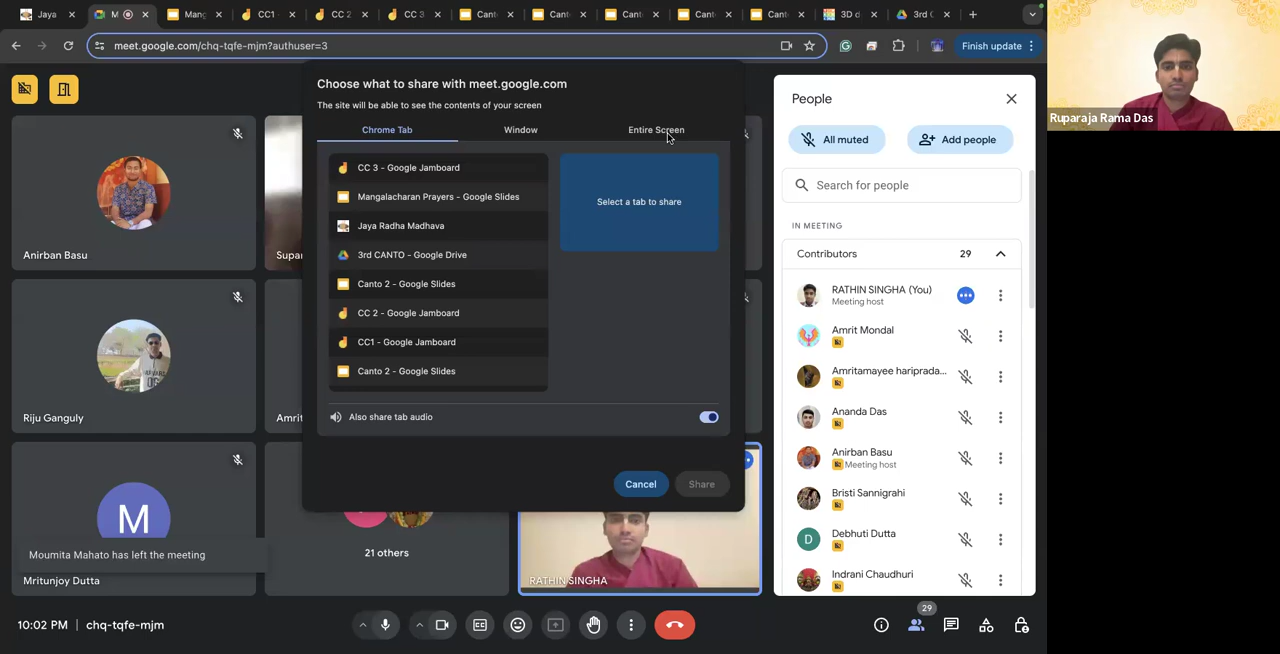 Jaya
M
Mang
CC1
CC 2
CC 3
Canto
Canto
Canto
Canto
Canto
3D d
3rd C
meet.google.com/chq-tqfe-mjm?authuser=3
Finish update
Ruparaja Rama Das
Choose what to share with meet.google.com
The site will be able to see the contents of your screen
Chrome Tab
Window
Entire Screen
CC 3 - Google Jamboard
Mangalacharan Prayers - Google Slides
Jaya Radha Madhava
3rd CANTO - Google Drive
Canto 2 - Google Slides
CC 2 - Google Jamboard
CC1 - Google Jamboard
Canto 2 - Google Slides
Select a tab to share
Also share tab audio
Cancel
Share
Anirban Basu
Supar
Riju Ganguly
Amrit
M
Moumita Mahato has left the meeting
Mritunjoy Dutta
21 others
RATHIN SINGHA
People
All muted
Add people
Search for people
IN MEETING
Contributors
29
RATHIN SINGHA (You)
Meeting host
Amrit Mondal
Amritamayee hariprada...
Ananda Das
Anirban Basu
Meeting host
Bristi Sannigrahi
D
Debhuti Dutta
Indrani Chaudhuri
10:02 PM | chq-tqfe-mjm
29